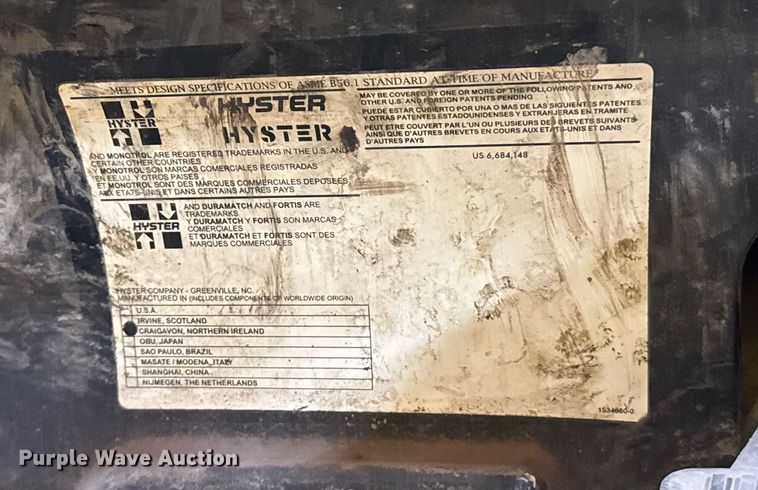 MEETS DESIGN SPECIFICATIONS OF ASME B56.1 STANDARD AT TIME OF MANUFACTURE
HYSTER
HYSTER
HYSTER
AND MONOTROL ARE REGISTERED TRADEMARKS IN THE U.S. AND
CERTAIN OTHER COUNTRIES
Y MONOTROL SON MARCAS COMERCIALES REGISTRADAS
EN EE.UU. Y OTROS PAISES
ET MONOTROL SONT DES MARQUES COMMERCIALES DEPOSEES
AUX ETATS-UNIS ET DANS CERTAINS AUTRES PAYS
HYSTER
AND DURAMATCH AND FORTIS ARE
TRADEMARKS
Y DURAMATCH Y FORTIS SON MARCAS
COMERCIALES
ET DURAMATCH ET FORTIS SONT DES
MARQUES COMMERCIALES
MAY BE COVERED BY ONE OR MORE OF THE FOLLOWING PATENTS AND
OTHER U.S. AND FOREIGN PATENTS PENDING
PUEDE ESTAR CUBIERTO POR UNA O MAS DE LAS SIGUIENTES PATENTES
Y OTRAS PATENTES ESTADOUNIDENSES Y EXTRANJERAS EN TRAMITE
PEUT ETRE COUVERT PAR L'UN OU PLUSIEURS DES BREVETS SUIVANTS
AINSI QUE D'AUTRES BREVETS EN COURS AUX ETATS-UNIS ET DANS
D'AUTRES PAYS
US 6,684,148
HYSTER COMPANY - GREENVILLE, NC.
MANUFACTURED IN (INCLUDES COMPONENTS OF WORLDWIDE ORIGIN)
U.S.A.
IRVINE, SCOTLAND
CRAIGAVON, NORTHERN IRELAND
OBU, JAPAN
SAO PAULO, BRAZIL
MASATE / MODENA, ITALY
SHANGHAI, CHINA
NIJMEGEN, THE NETHERLANDS
1534660-0
Purple Wave Auction